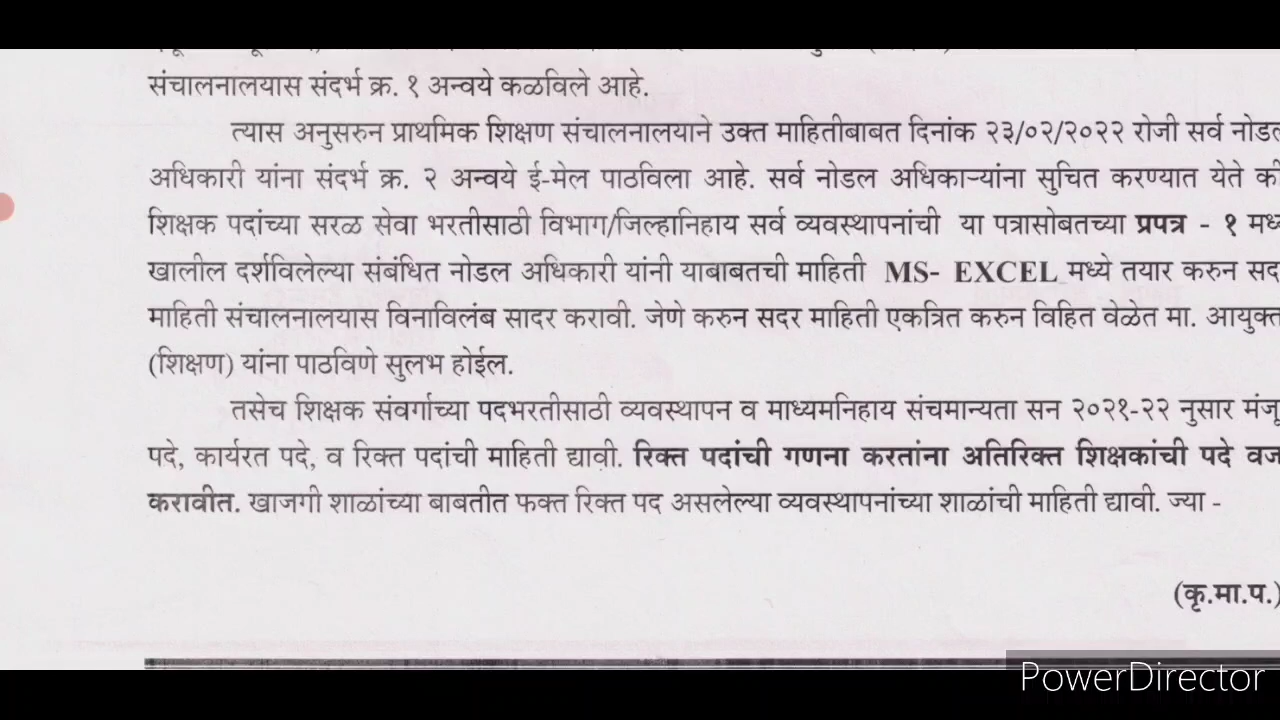 संचालनालयास संदर्भ क्र. १ अन्वये कळविले आहे.
त्यास अनुसरुन प्राथमिक शिक्षण संचालनालयाने उक्त माहितीबाबत दिनांक २३/०२/२०२२ रोजी सर्व नोडल
अधिकारी यांना संदर्भ क्र. २ अन्वये ई-मेल पाठविला आहे. सर्व नोडल अधिकाऱ्यांना सुचित करण्यात येते की
शिक्षक पदांच्या सरळ सेवा भरतीसाठी विभाग/जिल्हानिहाय सर्व व्यवस्थापनांची या पत्रासोबतच्या प्रपत्र - १
खालील दर्शविलेल्या संबंधित नोडल अधिकारी यांनी याबाबतची माहिती MS- EXCEL मध्ये तयार करुन
माहिती संचालनालयास विनाविलंब सादर करावी. जेणे करुन सदर माहिती एकत्रित करुन विहित वेळेत मा. आयुक्त
(शिक्षण) यांना पाठविणे सुलभ होईल.
तसेच शिक्षक संवर्गाच्या पदभरतीसाठी व्यवस्थापन व माध्यमनिहाय संचमान्यता सन २०२१-२२ नुसार
पदे, कार्यरत पदे, व रिक्त पदांची माहिती द्यावी. रिक्त पदांची गणना करतांना अतिरिक्त शिक्षकांची पदे
करावीत. खाजगी शाळांच्या बाबतीत फक्त रिक्त पद असलेल्या व्यवस्थापनांच्या शाळांची माहिती द्यावी. ज्या -
(कृ.मा.प.)
PowerDirector